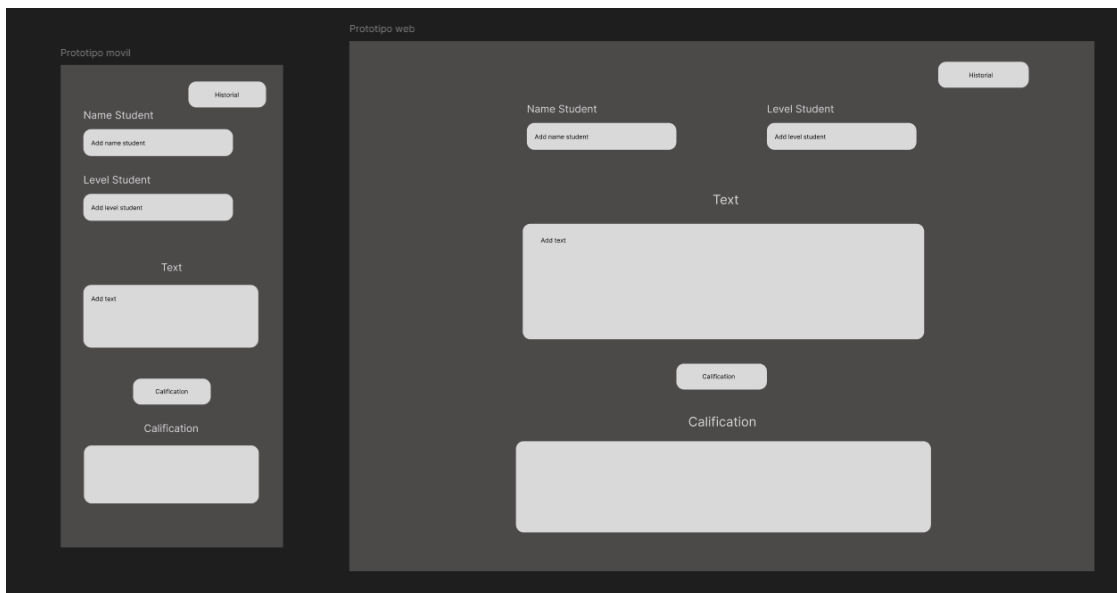 Prototipo movil
Historial
Name Student
Add name student
Level Student
Add level student
Text
Add text
Calification
Calification
Prototipo web
Historial
Name Student
Level Student
Add name student
Add level student
Text
Add text
Calification
Calification